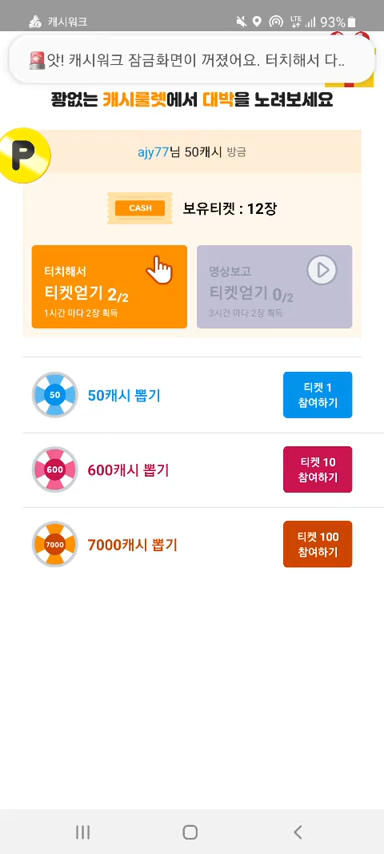 캐시워크
LTE
93%
앗! 캐시워크 잠금화면이 꺼졌어요. 터치해서 다..
꽝없는 캐시룰렛에서 대박을 노려보세요
P
ajy77님 50캐시 방금
CASH
보유티켓 : 12장
터치해서
티켓얻기 2/2
1시간 마다 2장 획득
영상보고
티켓얻기 0/2
3시간 마다 2장 획득
50
50캐시 뽑기
티켓 1
참여하기
600
600캐시 뽑기
티켓 10
참여하기
7000
7000캐시 뽑기
티켓 100
참여하기